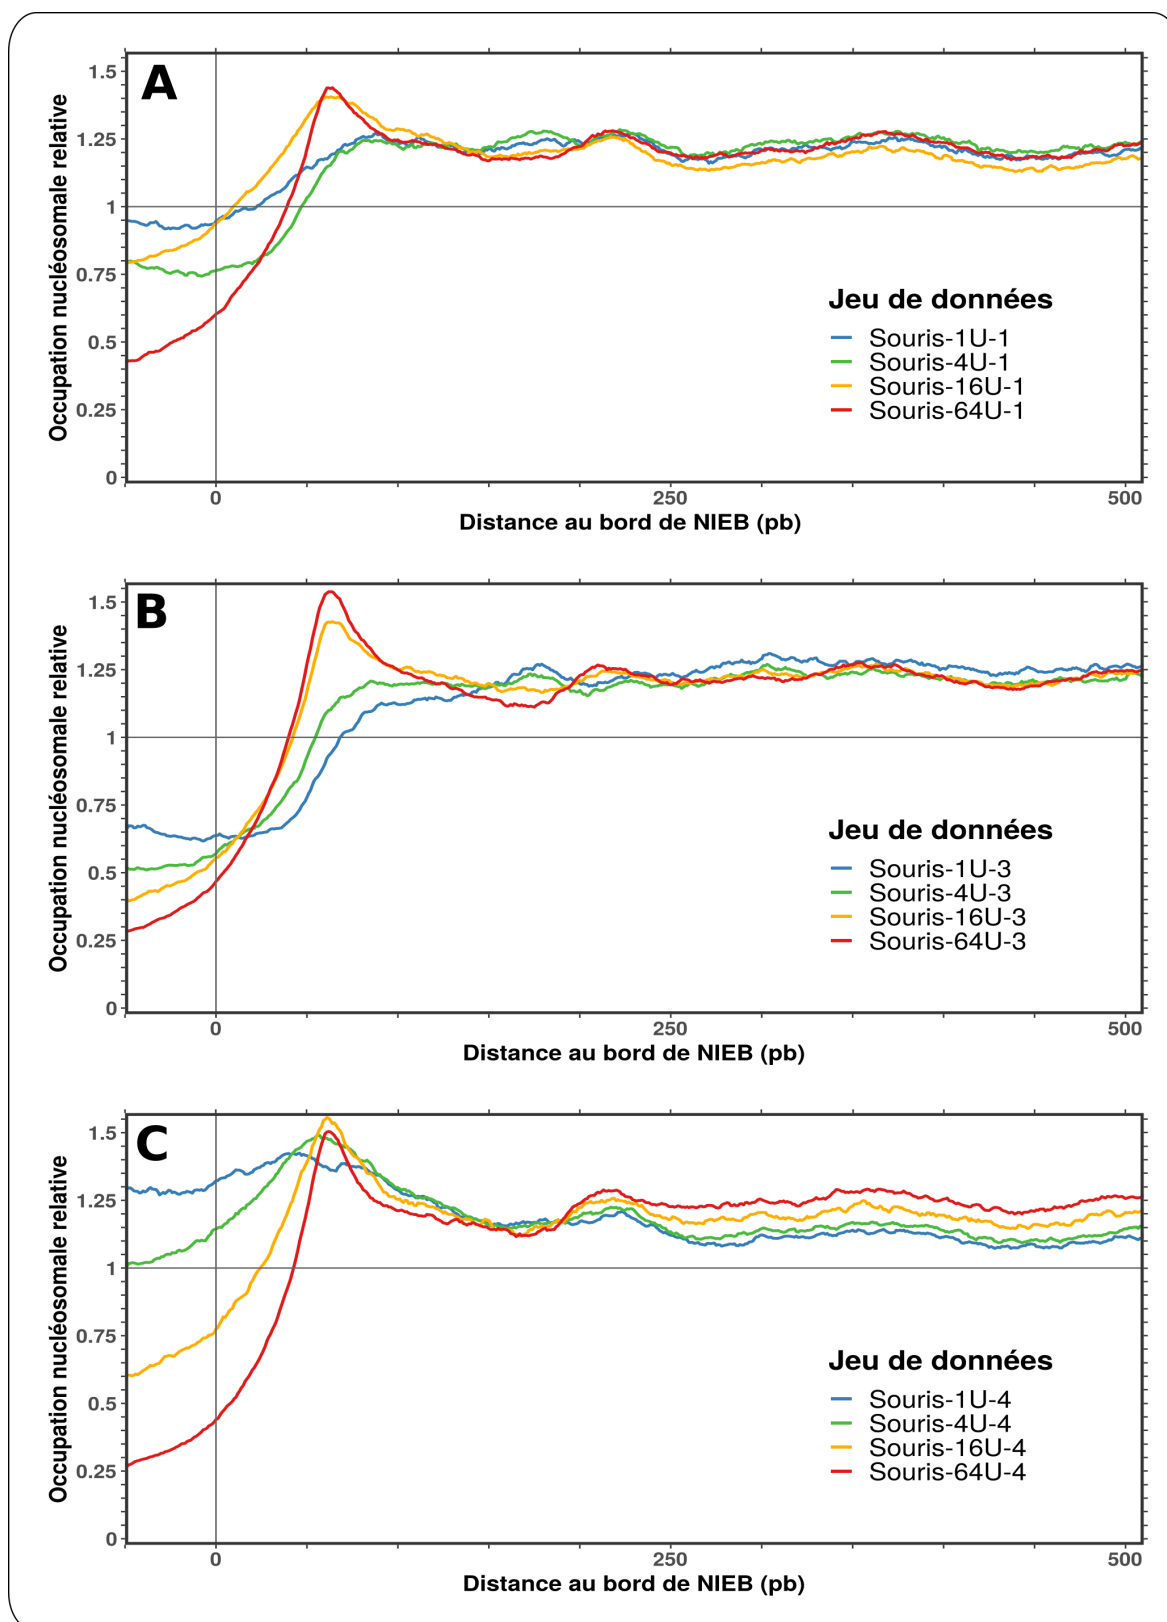 A
Occupation nucléosomale relative
1.5
1.25
1
0.75
0.5
0.25
0
Jeu de données
Souris-1U-1
Souris-4U-1
Souris-16U-1
Souris-64U-1
0 250 500
Distance au bord de NIEB (pb)
B
Occupation nucléosomale relative
1.5
1.25
1
0.75
0.5
0.25
0
Jeu de données
Souris-1U-3
Souris-4U-3
Souris-16U-3
Souris-64U-3
0 250 500
Distance au bord de NIEB (pb)
C
Occupation nucléosomale relative
1.5
1.25
1
0.75
0.5
0.25
0
Jeu de données
Souris-1U-4
Souris-4U-4
Souris-16U-4
Souris-64U-4
0 250 500
Distance au bord de NIEB (pb)